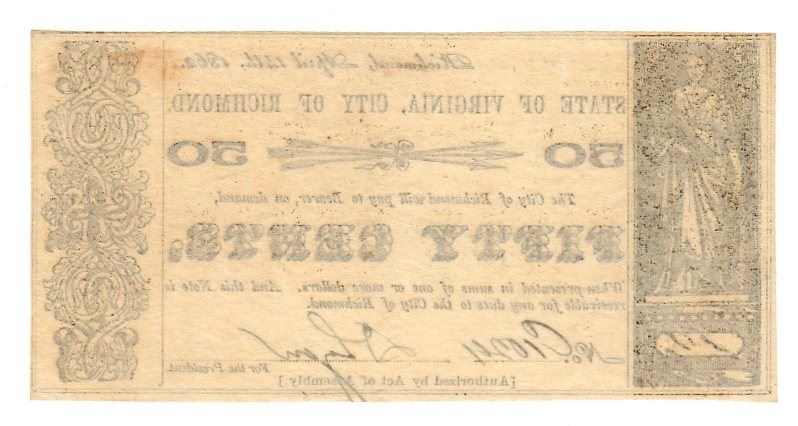 Richmond, April 14th, 1862.
STATE OF VIRGINIA, CITY OF RICHMOND.
50 50
The City of Richmond will pay to Bearer, on demand,
FIFTY CENTS,
When presented in sums of one or more dollars. And this Note is
receivable for any dues to the City of Richmond.
No.
For the President.
[Authorized by Act of Assembly.]